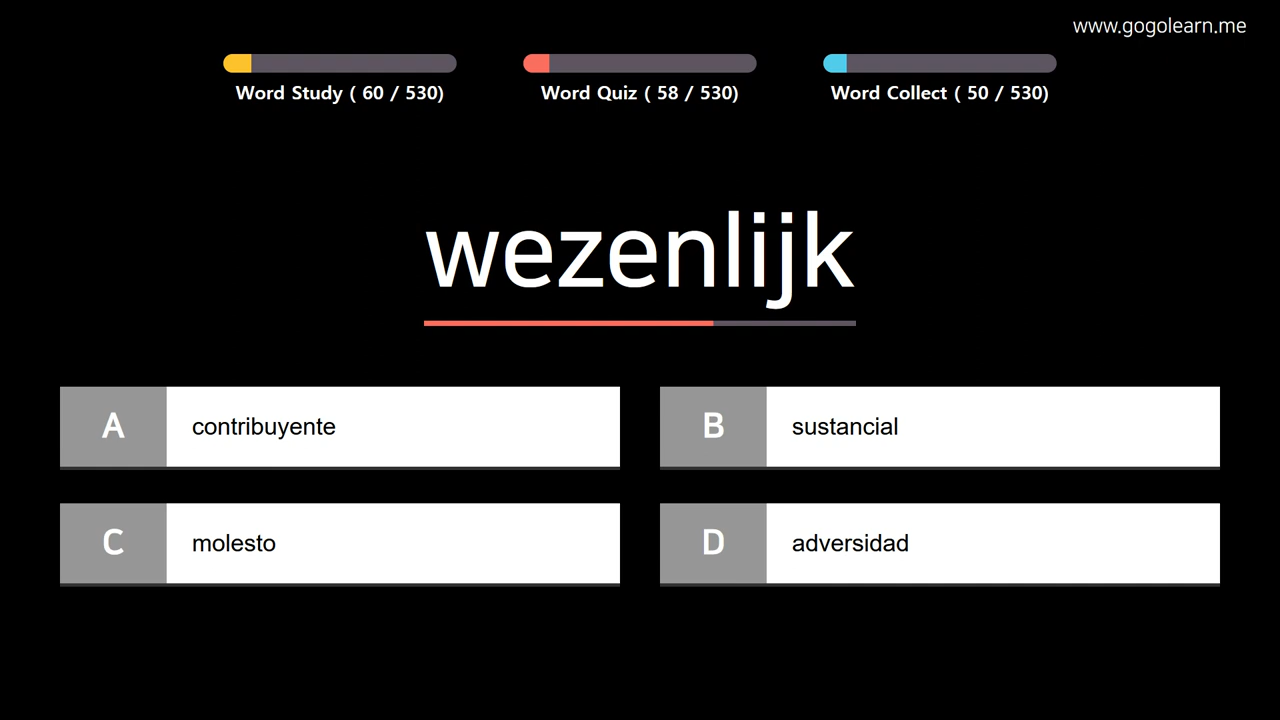 www.gogolearn.me
Word Study ( 60 / 530)
Word Quiz ( 58 / 530)
Word Collect ( 50 / 530)
wezenlijk
A contribuyente
B sustancial
C molesto
D adversidad